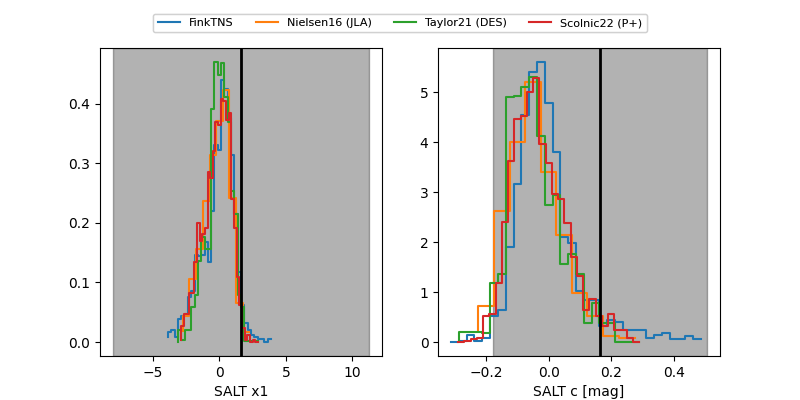 FinkTNS Nielsen16 (JLA) Taylor21 (DES) Scolnic22 (P+)
0.4
0.3
0.2
0.1
0.0
−5 0 5 10
SALT x1
5
4
3
2
1
0
−0.2 0.0 0.2 0.4
SALT c [mag]